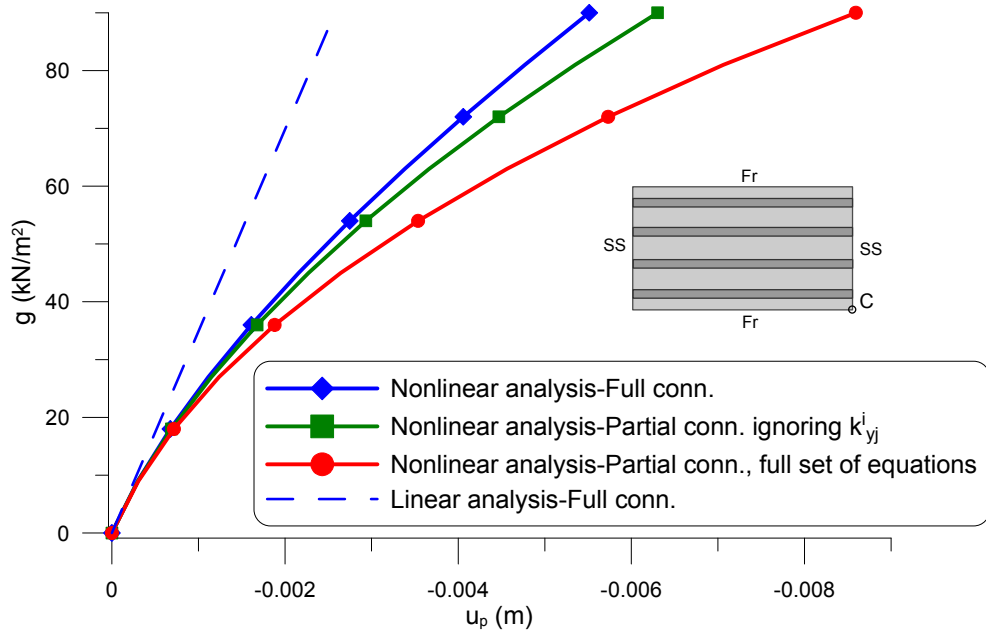 80
60
40
20
0
g (kN/m²)
0
-0.002
-0.004
-0.006
-0.008
uₚ (m)
Fr
SS
SS
C
Fr
Nonlinear analysis-Full conn.
Nonlinear analysis-Partial conn. ignoring kⁱyj
Nonlinear analysis-Partial conn., full set of equations
Linear analysis-Full conn.